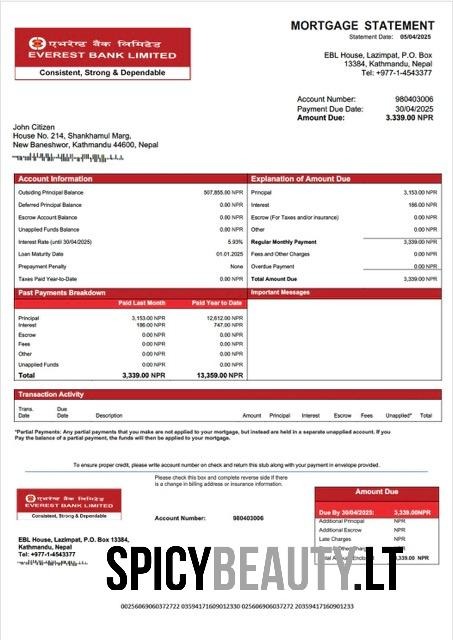 MORTGAGE STATEMENT
Statement Date: 05/04/2025
एभरेष्ट बैंक लिमिटेड
EVEREST BANK LIMITED
Consistent, Strong & Dependable
EBL House, Lazimpat, P.O. Box
13384, Kathmandu, Nepal
Tel: +977-1-4543377
Account Number: 980403006
Payment Due Date: 30/04/2025
Amount Due: 3.339.00 NPR
John Citizen
House No. 214, Shankhamul Marg,
New Baneshwor, Kathmandu 44600, Nepal
Account Information
Outsiding Principal Balance 507,855.00 NPR
Deferred Principal Balance 0.00 NPR
Escrow Account Balance 0.00 NPR
Unapplied Funds Balance 0.00 NPR
Interest Rate (until 30/04/2025) 5.93%
Loan Maturity Date 01.01.2025
Prepayment Penalty None
Taxes Paid Year-to-Date 0.00 NPR
Explanation of Amount Due
Principal 3,153.00 NPR
Interest 186.00 NPR
Escrow (For Taxes and/or insurance) 0.00 NPR
Other 0.00 NPR
Regular Monthly Payment 3,339.00 NPR
Fees and Other Charges 0.00 NPR
Overdue Payment 0.00 NPR
Total Amount Due 3,339.00 NPR
Past Payments Breakdown
Paid Last Month Paid Year to Date
Principal 3,153.00 NPR 12,612.00 NPR
Interest 186.00 NPR 747,00 NPR
Escrow 0.00 NPR 0.00 NPR
Fees 0.00 NPR 0.00 NPR
Other 0.00 NPR 0.00 NPR
Unapplied Funds 0.00 NPR 0.00 NPR
Total 3,339.00 NPR 13,359.00 NPR
Important Messages
Transaction Activity
Trans. Date Due Date Description Amount Principal Interest Escrow Fees Unapplied* Total
*Partial Payments: Any partial payments that you make are not applied to your mortgage, but instead are held in a separate unapplied account. If you
Pay the balance of a partial payment, the funds will then be applied to your mortgage.
To ensure proper credit, please write account number on check and return this stub along with your payment in envelope provided.
Please check this box and complete reverse side if there
is a change in billing address or insurance information.
एभरेष्ट बैंक लिमिटेड
EVEREST BANK LIMITED
Consistent, Strong & Dependable
Account Number: 980403006
Amount Due
Due By 30/04/2025: 3,339.00NPR
Additional Principal NPR
Additional Escrow NPR
Late Charges NPR
NPR
3,339.00 NPR
EBL House, Lazimpat, P.O. Box 13384,
Kathmandu, Nepal
Tel: +977-1-4543377
SPICYBEAUTY.LT
0025606906037272 03594171609012330 0256069060372722 0359417160901233